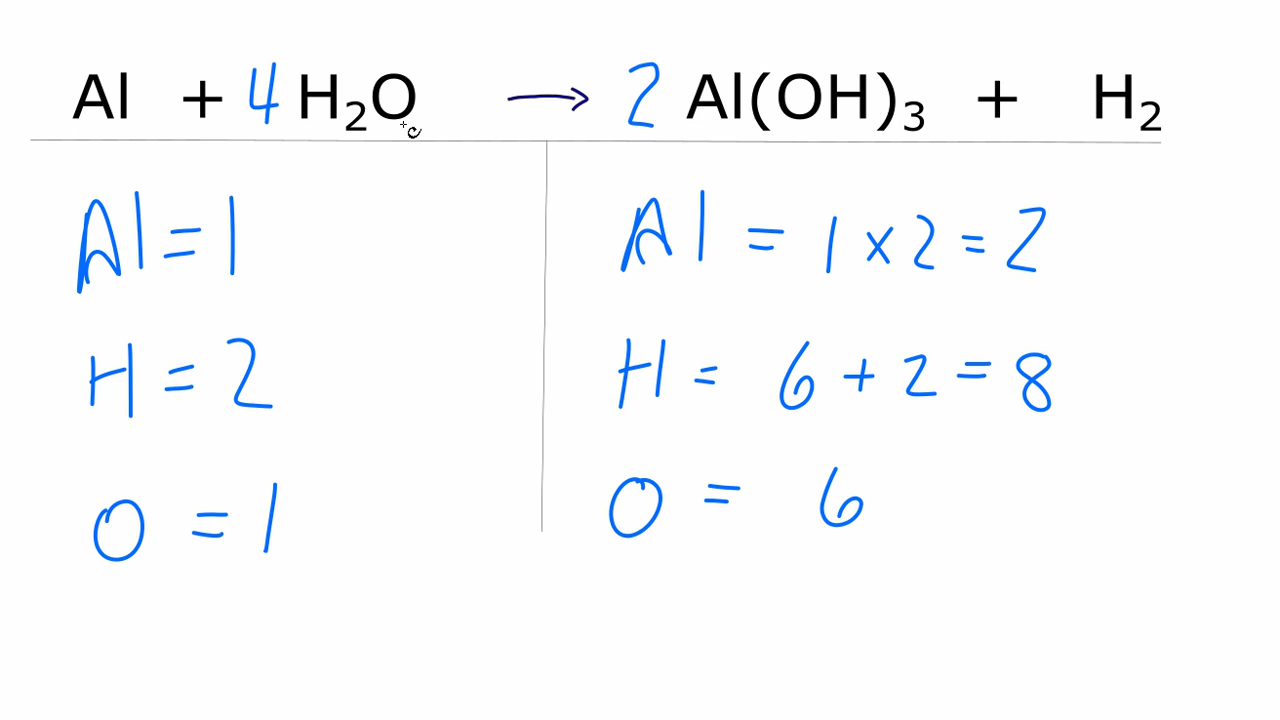 Al + 4 H₂O → 2 Al(OH)₃ + H₂
Al = 1
H = 2
O = 1
Al = 1 x 2 = 2
H = 6 + 2 = 8
O = 6